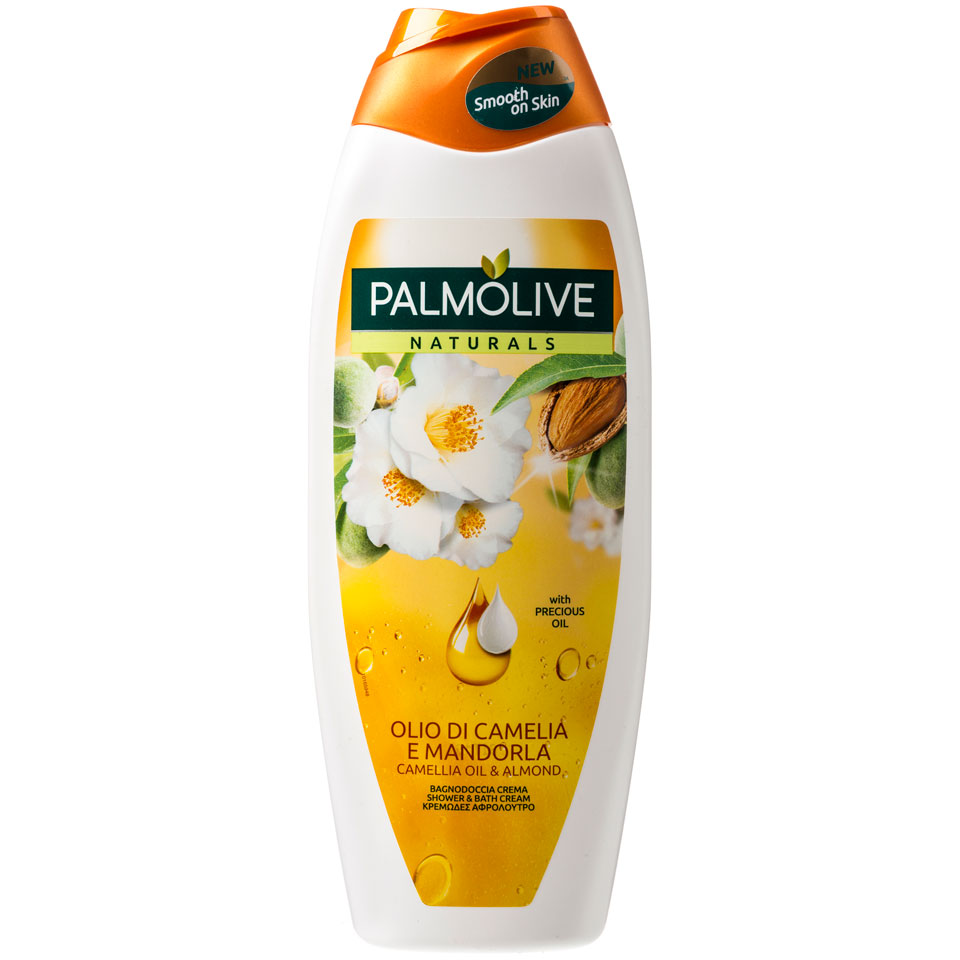 NEW
Smooth
on Skin
PALMOLIVE
NATURALS
with
PRECIOUS
OIL
OLIO DI CAMELIA
E MANDORLA
CAMELLIA OIL & ALMOND
BAGNODOCCIA CREMA
SHOWER & BATH CREAM
ΚΡΕΜΩΔΕΣ ΑΦΡΟΛΟΥΤΡΟ